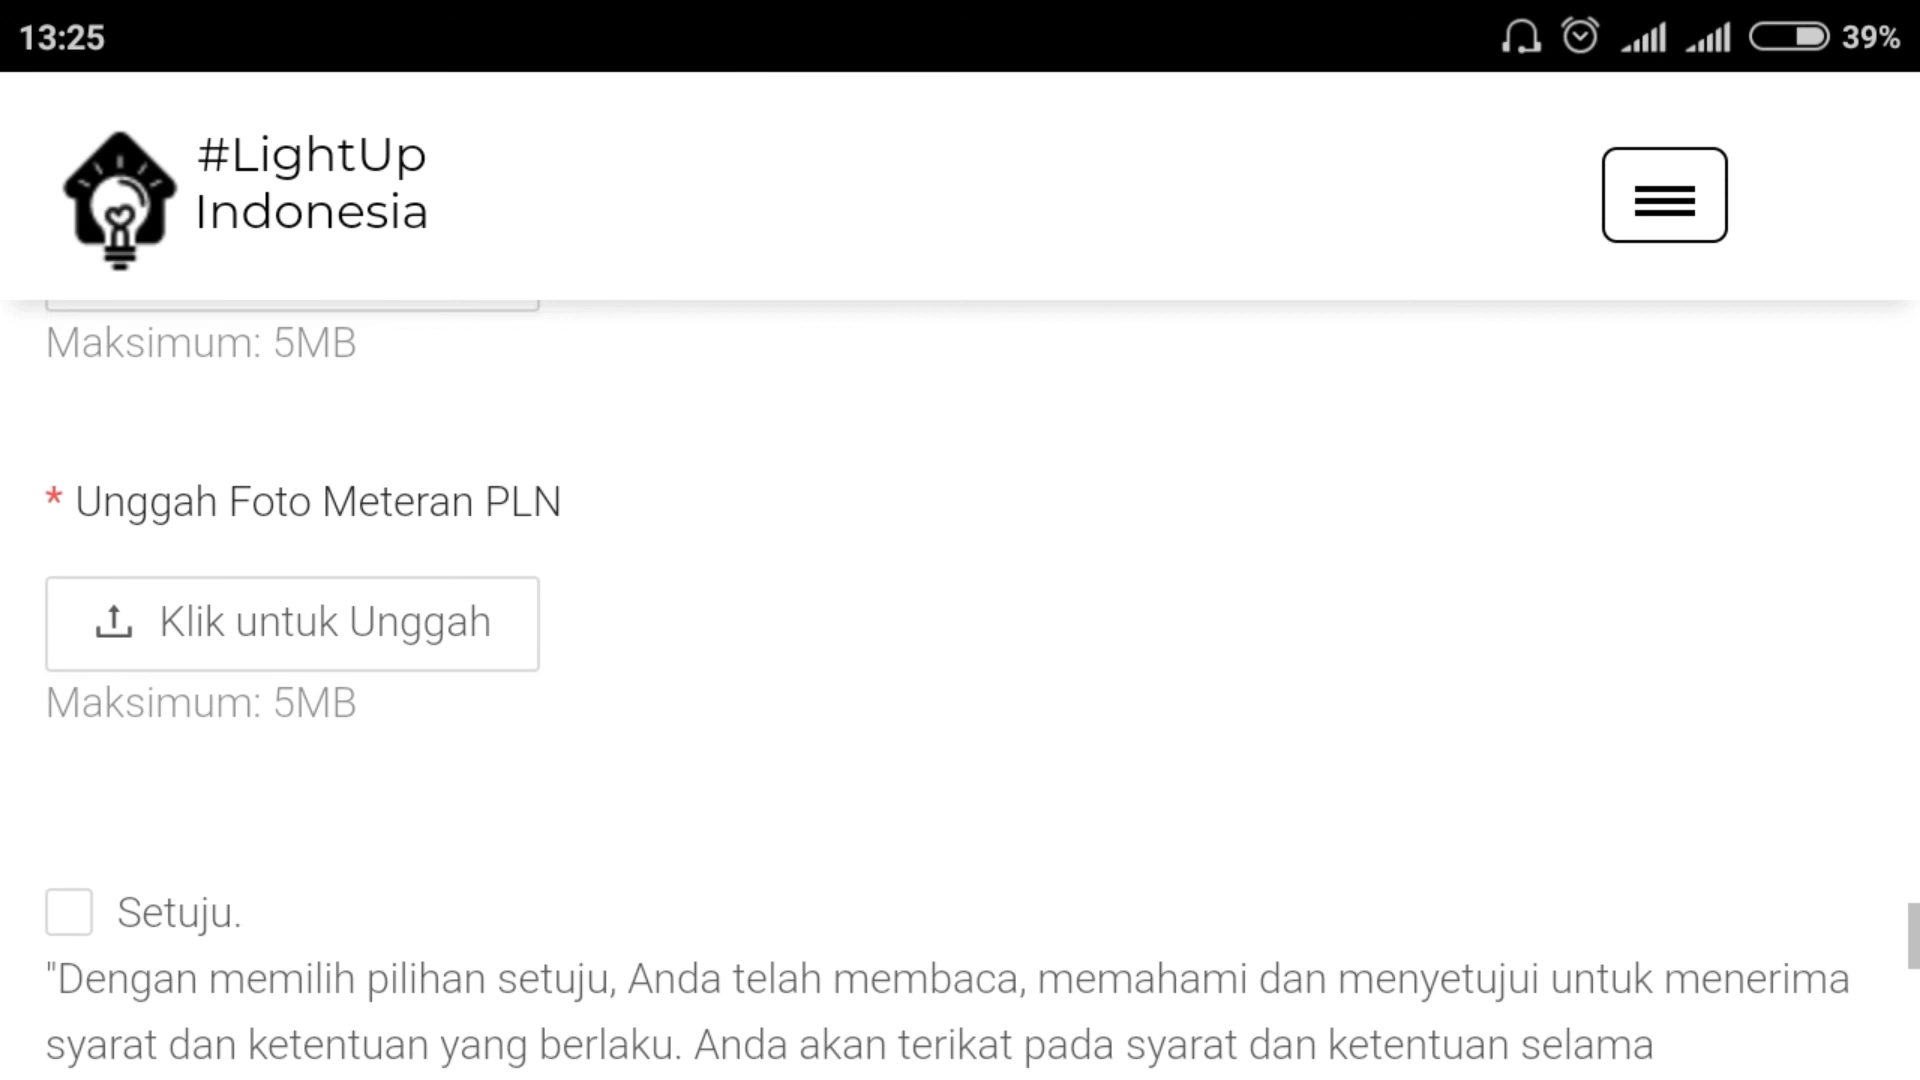 13:25
39%
#LightUp
Indonesia
Maksimum: 5MB
* Unggah Foto Meteran PLN
Klik untuk Unggah
Maksimum: 5MB
Setuju.
"Dengan memilih pilihan setuju, Anda telah membaca, memahami dan menyetujui untuk menerima
syarat dan ketentuan yang berlaku. Anda akan terikat pada syarat dan ketentuan selama